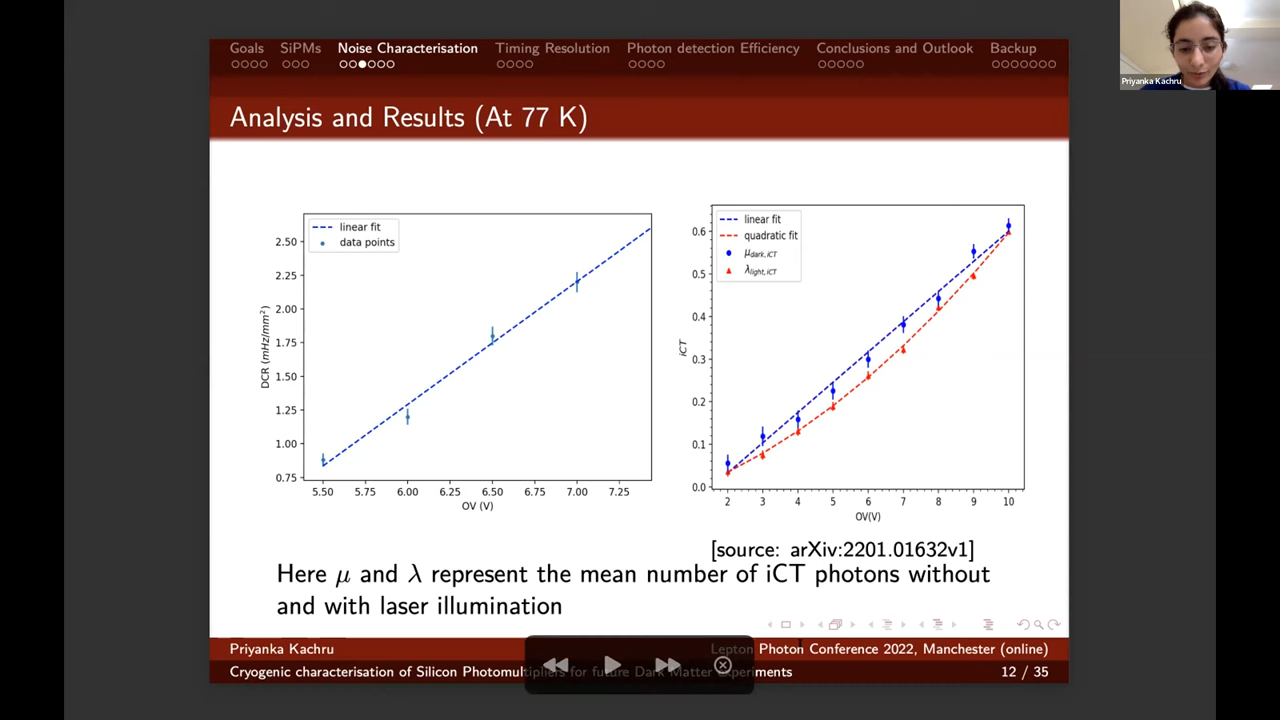 Goals SiPMs Noise Characterisation Timing Resolution Photon detection Efficiency Conclusions and Outlook Backup
Priyanka Kachru
Analysis and Results (At 77 K)
linear fit
data points
2.50
2.25
2.00
1.75
1.50
1.25
1.00
0.75
DCR (mHz/mm²)
5.50 5.75 6.00 6.25 6.50 6.75 7.00 7.25
OV (V)
linear fit
quadratic fit
μdark,iCT
λlight,iCT
0.6
0.5
0.4
0.3
0.2
0.1
0.0
iCT
2 3 4 5 6 7 8 9 10
OV(V)
[source: arXiv:2201.01632v1]
Here μ and λ represent the mean number of iCT photons without
and with laser illumination
Priyanka Kachru Lepton Photon Conference 2022, Manchester (online)
Cryogenic characterisation of Silicon Photomultipliers for future Dark Matter Experiments 12 / 35